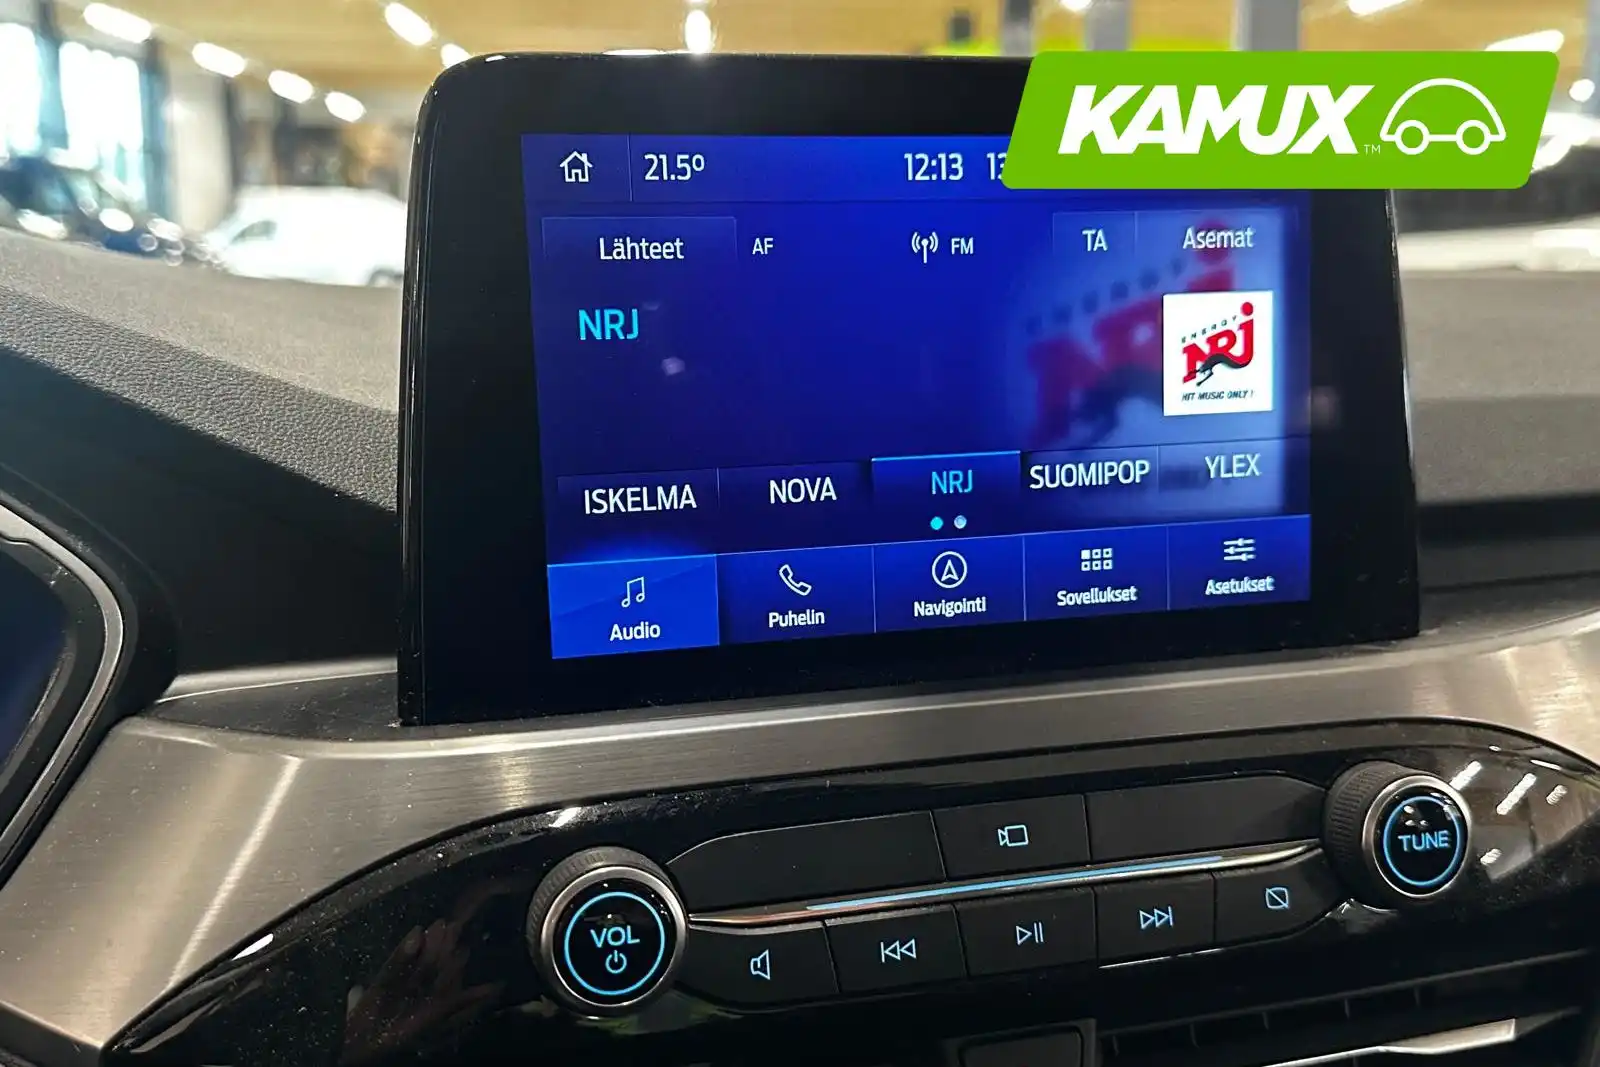 KAMUX™
21.5° 12:13
Lähteet AF FM TA Asemat
NRJ
ENERGY
NRJ
HIT MUSIC ONLY!
ISKELMA NOVA NRJ SUOMIPOP YLEX
Audio Puhelin Navigointi Sovellukset Asetukset
TUNE
VOL